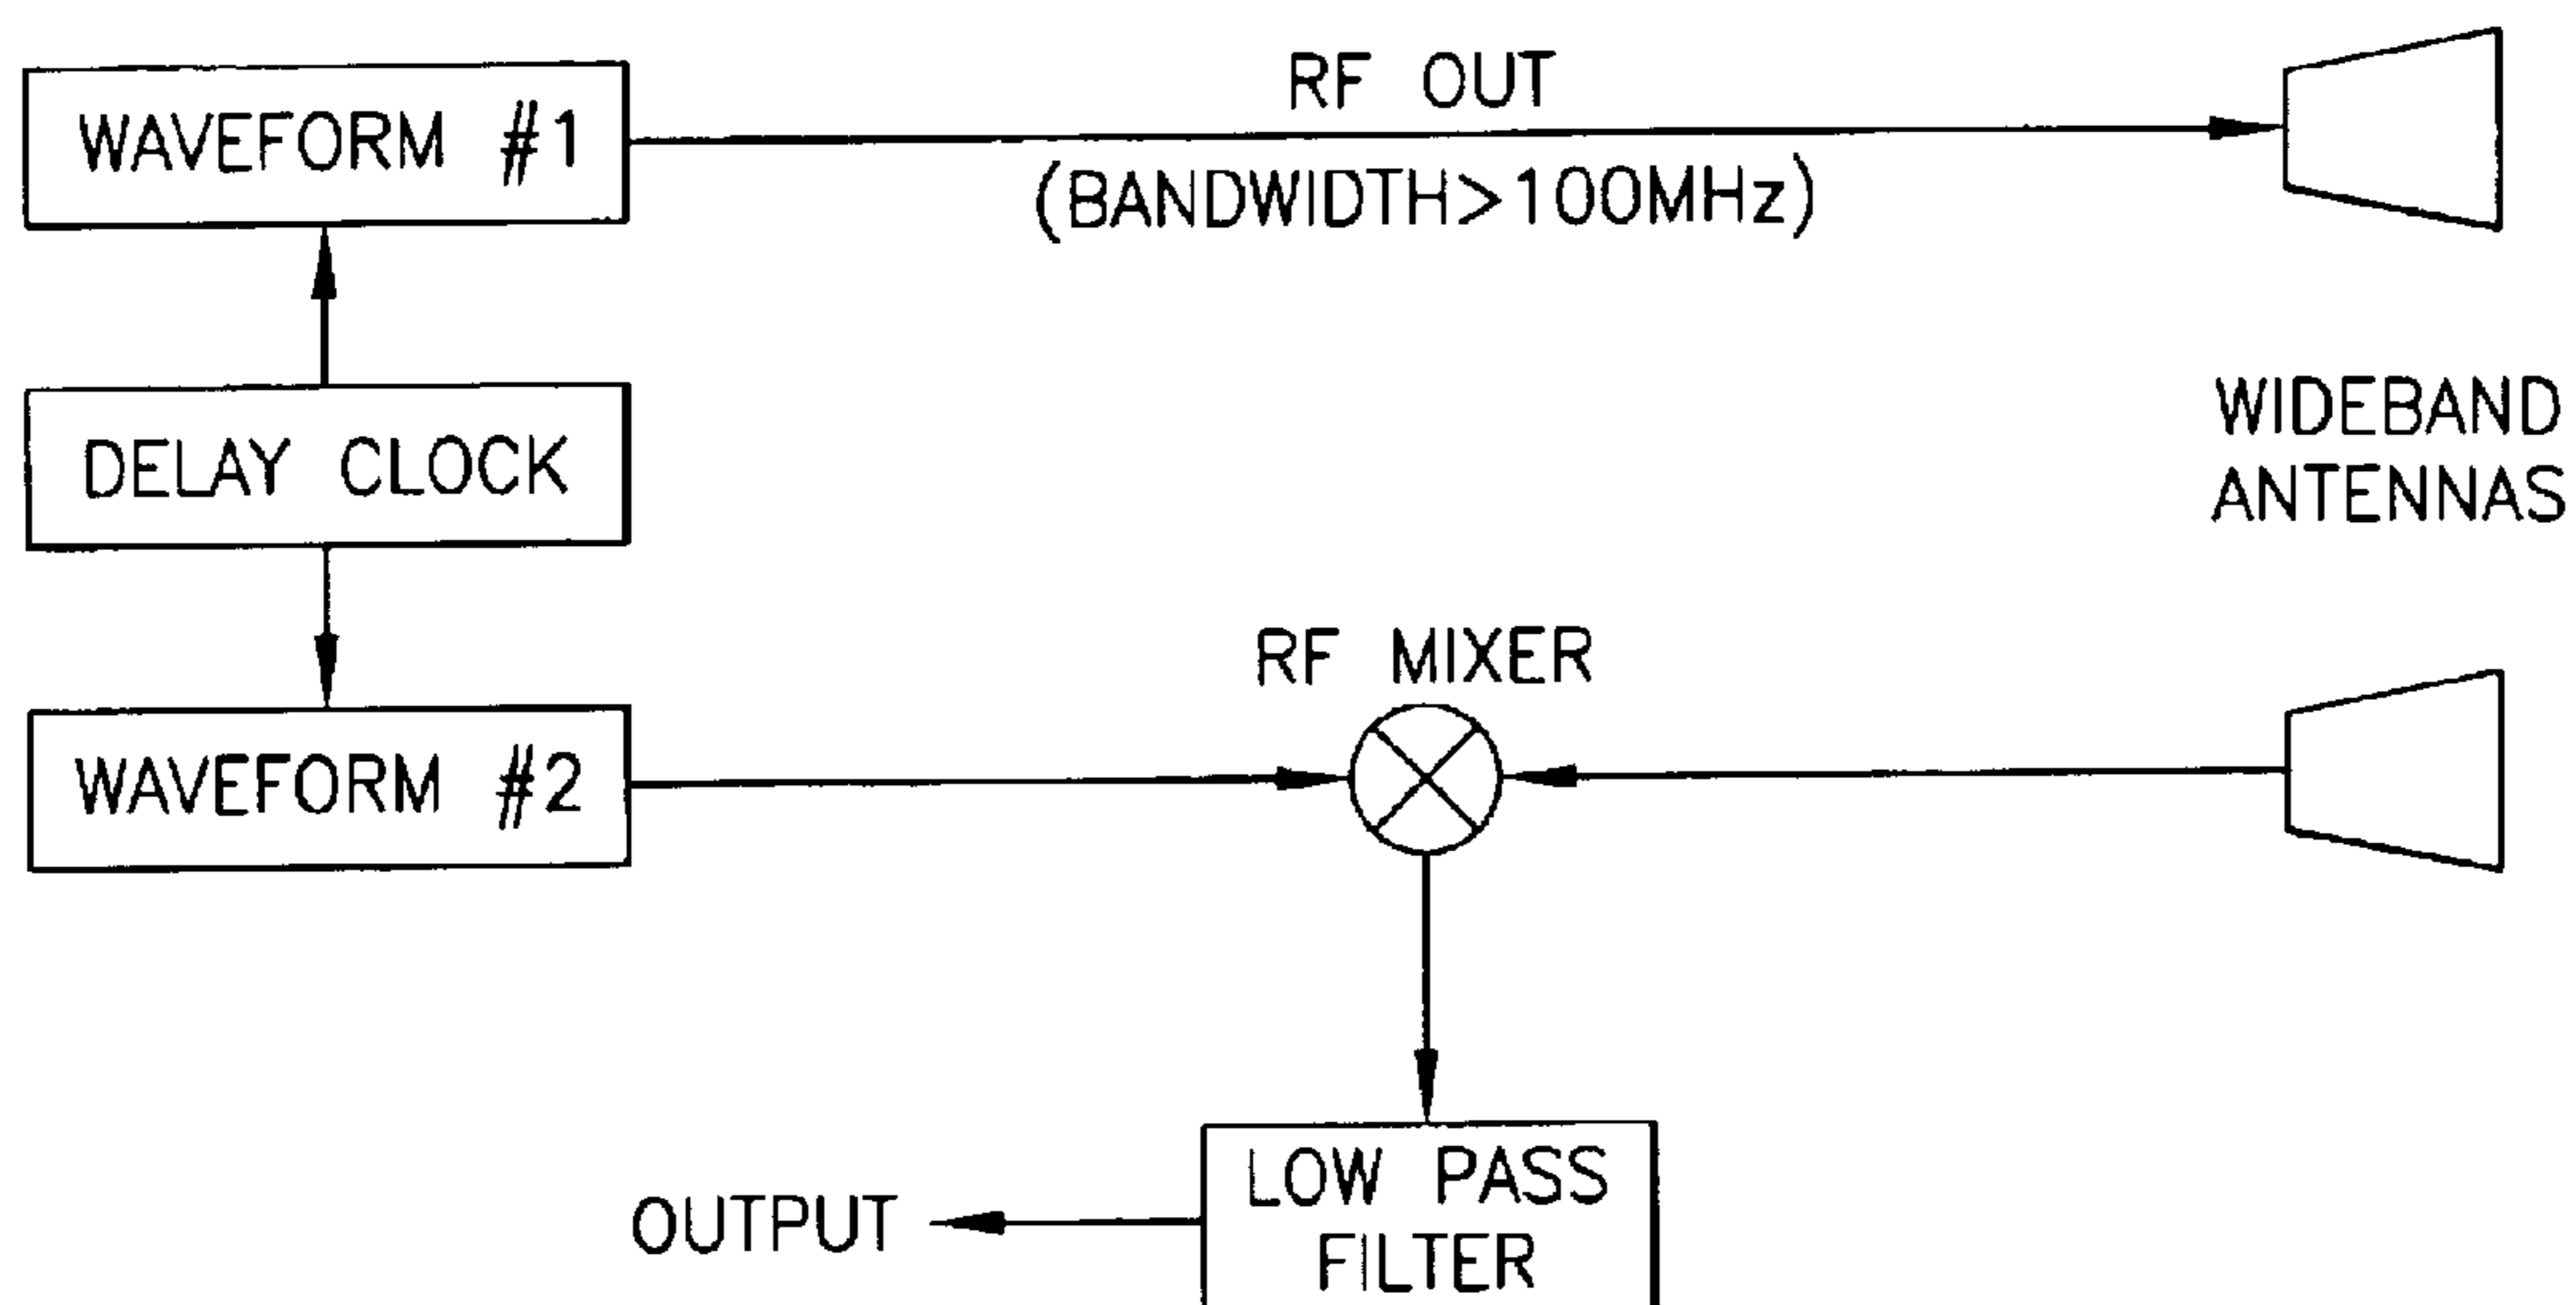 RF OUT
WAVEFORM #1
(BANDWIDTH>100MHz)
DELAY CLOCK
WIDEBAND
ANTENNAS
RF MIXER
WAVEFORM #2
LOW PASS
FILTER
OUTPUT